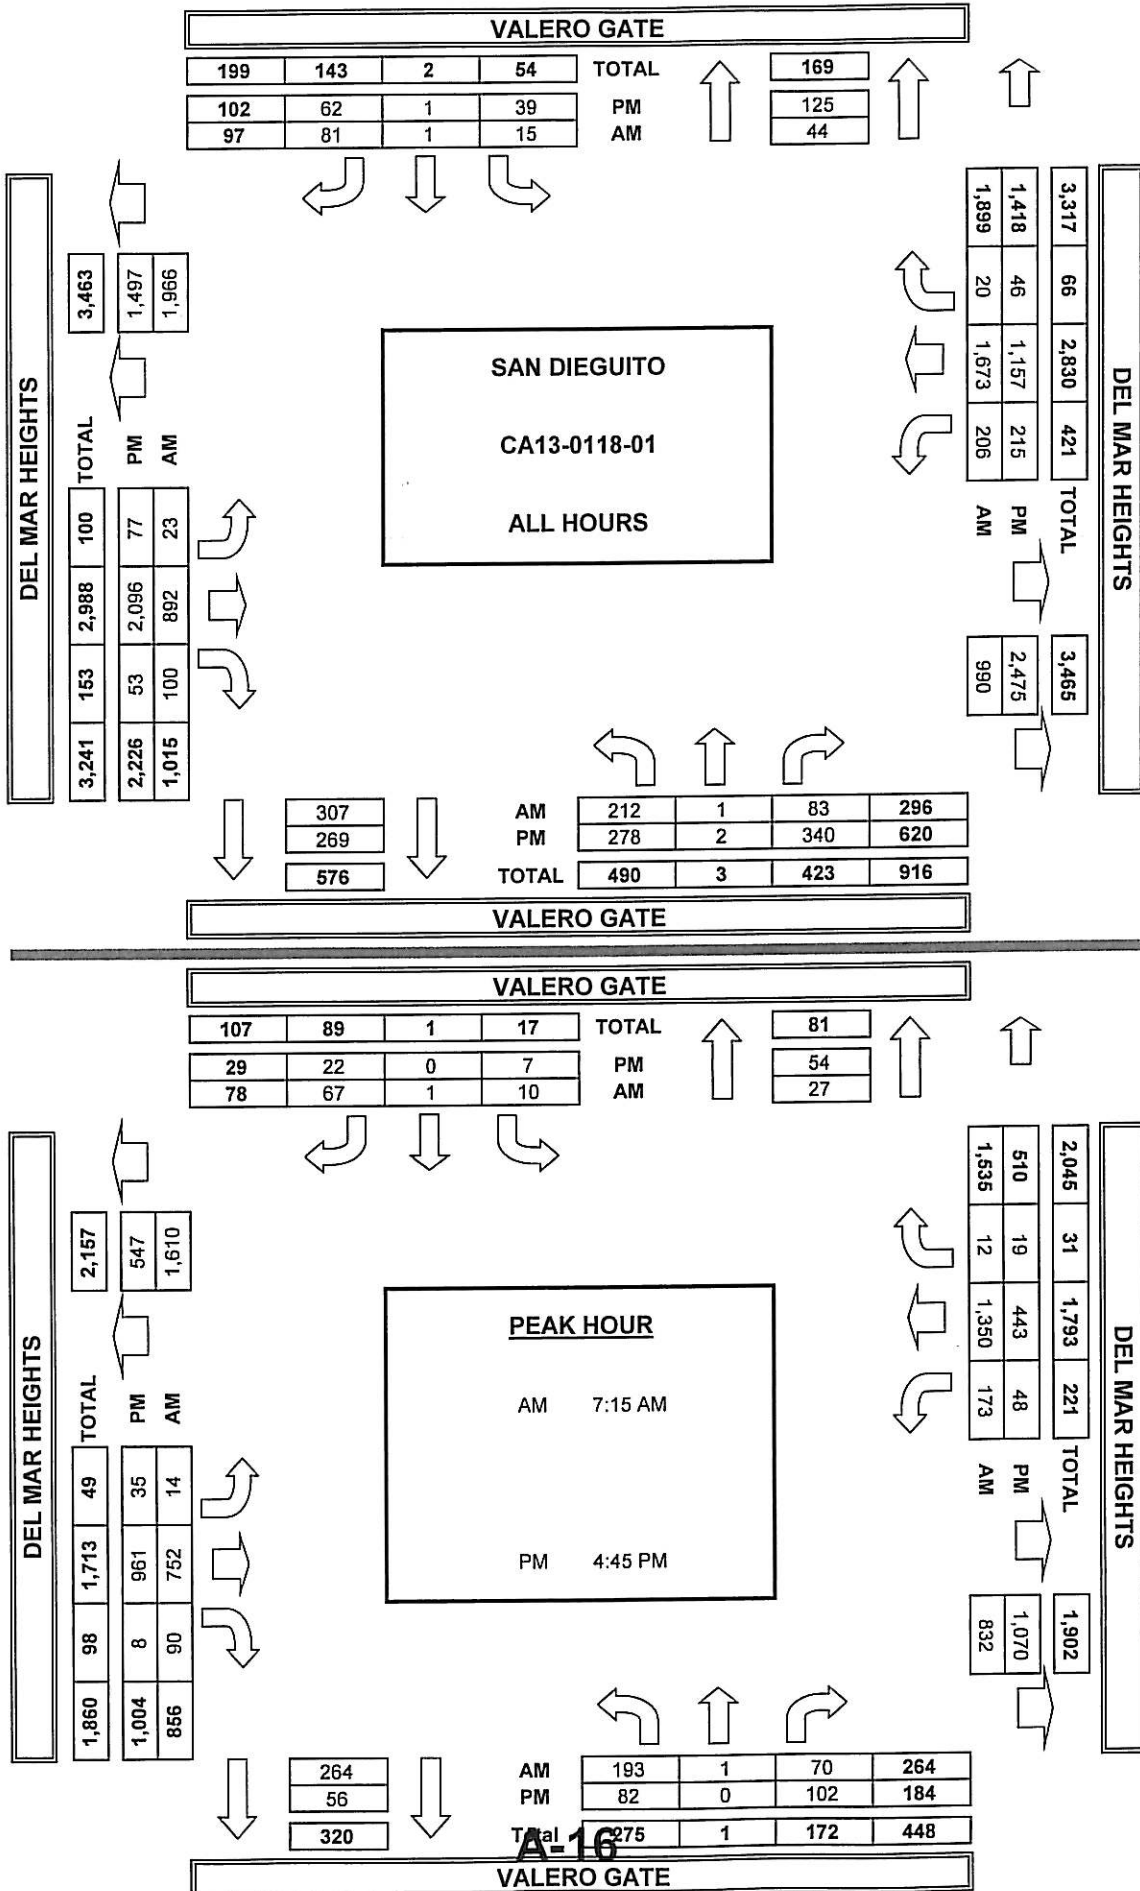 VALERO GATE
199 143 2 54 TOTAL 169
102 62 1 39 PM 125
97 81 1 15 AM 44
DEL MAR HEIGHTS
3,463
1,497
1,966
TOTAL 100 2,988 153 3,241
PM 77 2,096 53 2,226
AM 23 892 100 1,015
SAN DIEGUITO
CA13-0118-01
ALL HOURS
3,317 66 2,830 421 TOTAL 3,465
1,418 46 1,157 215 PM 2,475
1,899 20 1,673 206 AM 990
DEL MAR HEIGHTS
307 AM 212 1 83 296
269 PM 278 2 340 620
576 TOTAL 490 3 423 916
VALERO GATE
VALERO GATE
107 89 1 17 TOTAL 81
29 22 0 7 PM 54
78 67 1 10 AM 27
DEL MAR HEIGHTS
2,157
547
1,610
TOTAL 49 1,713 98 1,860
PM 35 961 8 1,004
AM 14 752 90 856
PEAK HOUR
AM 7:15 AM
PM 4:45 PM
2,045 31 1,793 221 TOTAL 1,902
510 19 443 48 PM 1,070
1,535 12 1,350 173 AM 832
DEL MAR HEIGHTS
264 AM 193 1 70 264
56 PM 82 0 102 184
320 Total 275 1 172 448
A-16
VALERO GATE